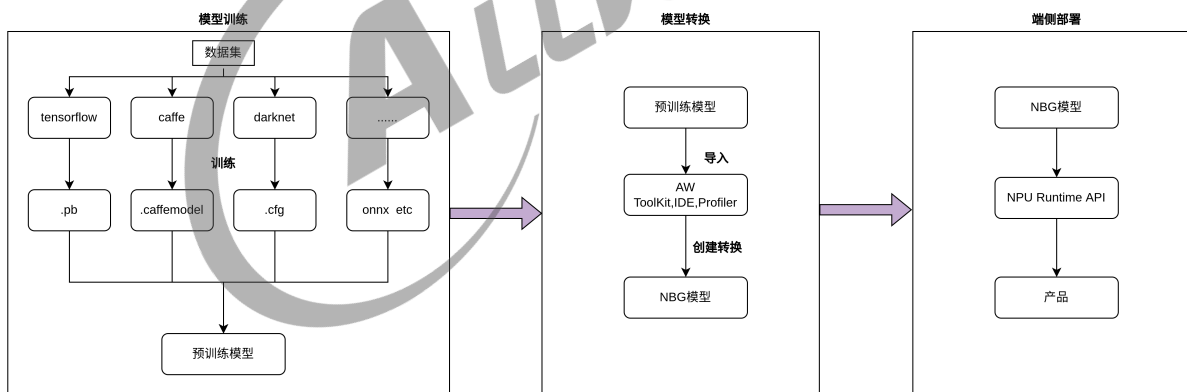 模型训练
模型转换
端侧部署
数据集
tensorflow
caffe
darknet
......
训练
.pb
.caffemodel
.cfg
onnx etc
预训练模型
预训练模型
导入
AW
ToolKit,IDE,Profiler
创建转换
NBG模型
NBG模型
NPU Runtime API
产品